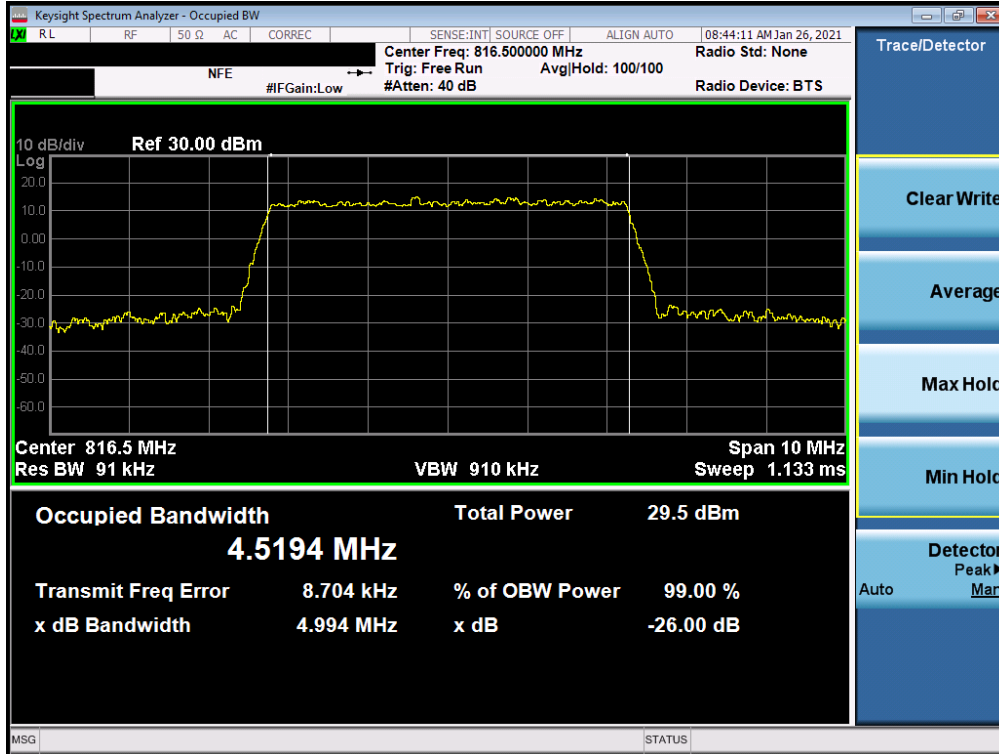 Keysight Spectrum Analyzer - Occupied BW
LXI RL RF 50 Ω AC CORREC SENSE:INT SOURCE OFF ALIGN AUTO 08:44:11 AM Jan 26, 2021
Center Freq: 816.500000 MHz Radio Std: None
NFE Trig: Free Run Avg|Hold: 100/100
#IFGain:Low #Atten: 40 dB Radio Device: BTS
10 dB/div Ref 30.00 dBm
Log
20.0
10.0
0.00
-10.0
-20.0
-30.0
-40.0
-50.0
-60.0
Center 816.5 MHz Span 10 MHz
Res BW 91 kHz VBW 910 kHz Sweep 1.133 ms
Occupied Bandwidth Total Power 29.5 dBm
4.5194 MHz
Transmit Freq Error 8.704 kHz % of OBW Power 99.00 %
x dB Bandwidth 4.994 MHz x dB -26.00 dB
MSG STATUS
Trace/Detector
Clear Write
Average
Max Hold
Min Hold
Detector
Peak▶
Auto Man